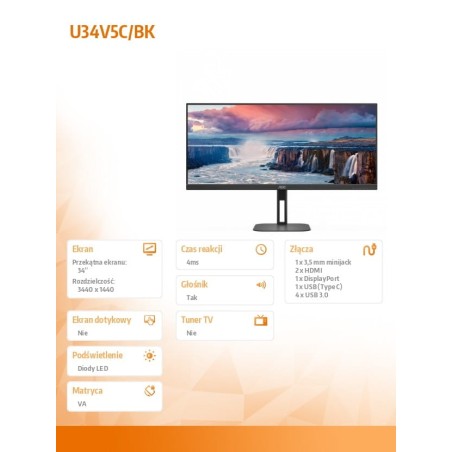 U34V5C/BK
Ekran
Przekątna ekranu:
34"
Rozdzielczość:
3440 x 1440
Ekran dotykowy
Nie
Podświetlenie
Diody LED
Matryca
VA
Czas reakcji
4ms
Głośnik
Tak
Tuner TV
Nie
Złącza
1 x 3,5 mm minijack
2 x HDMI
1 x DisplayPort
1 x USB (Type C)
4 x USB 3.0